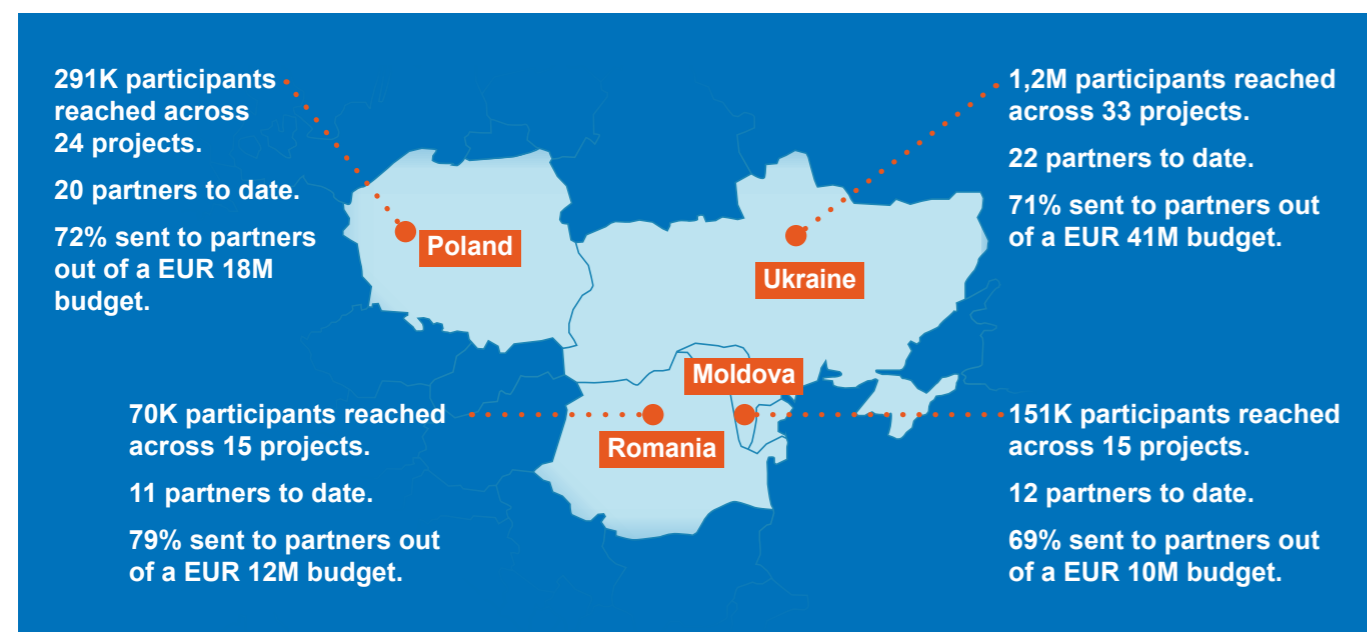 291K participants
reached across
24 projects.
20 partners to date.
72% sent to partners
out of a EUR 18M
budget.
Poland
1,2M participants reached
across 33 projects.
22 partners to date.
71% sent to partners out
of a EUR 41M budget.
Ukraine
70K participants reached
across 15 projects.
11 partners to date.
79% sent to partners out
of a EUR 12M budget.
Romania
Moldova
151K participants reached
across 15 projects.
12 partners to date.
69% sent to partners out
of a EUR 10M budget.